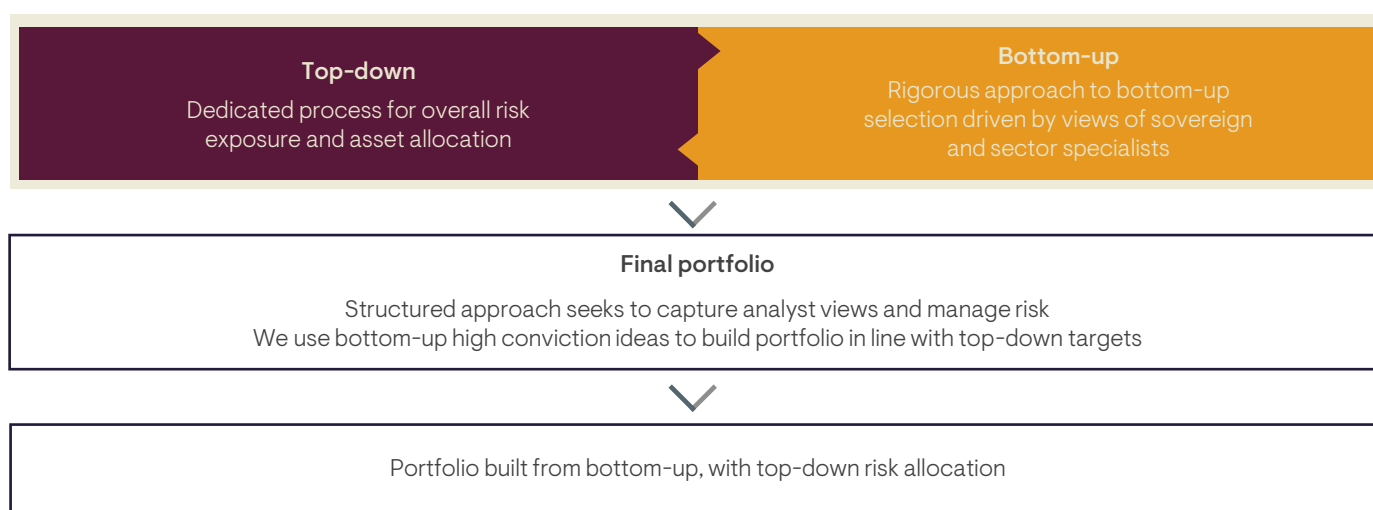 Top-down
Dedicated process for overall risk
exposure and asset allocation
Bottom-up
Rigorous approach to bottom-up
selection driven by views of sovereign
and sector specialists
Final portfolio
Structured approach seeks to capture analyst views and manage risk
We use bottom-up high conviction ideas to build portfolio in line with top-down targets
Portfolio built from bottom-up, with top-down risk allocation